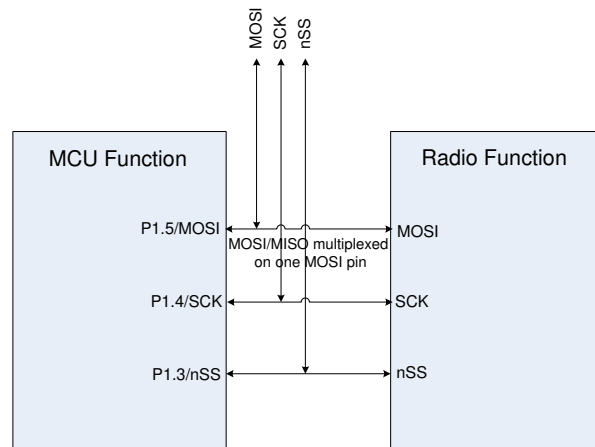 MOSI
SCK
nSS
MCU Function
Radio Function
P1.5/MOSI
MOSI
MOSI/MISO multiplexed
on one MOSI pin
P1.4/SCK
SCK
P1.3/nSS
nSS